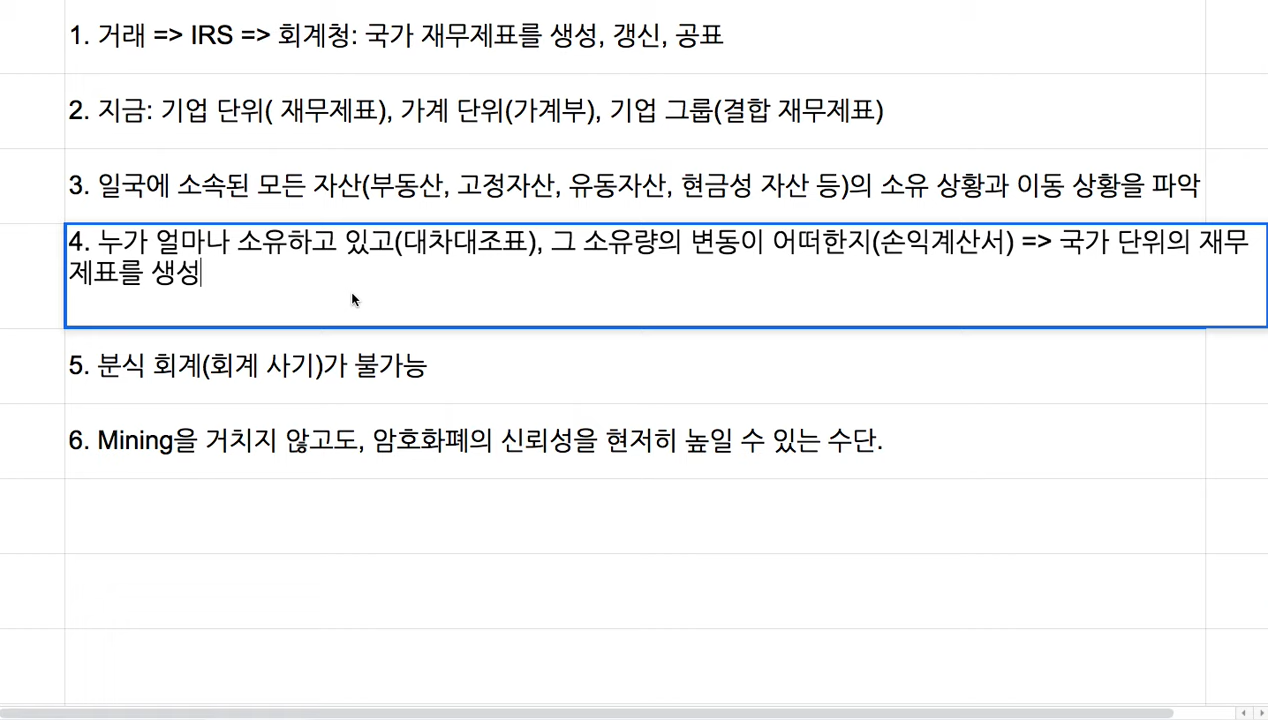 1. 거래 => IRS => 회계청: 국가 재무제표를 생성, 갱신, 공표
2. 지금: 기업 단위( 재무제표), 가계 단위(가계부), 기업 그룹(결합 재무제표)
3. 일국에 소속된 모든 자산(부동산, 고정자산, 유동자산, 현금성 자산 등)의 소유 상황과 이동 상황을 파악
4. 누가 얼마나 소유하고 있고(대차대조표), 그 소유량의 변동이 어떠한지(손익계산서) => 국가 단위의 재무
제표를 생성
5. 분식 회계(회계 사기)가 불가능
6. Mining을 거치지 않고도, 암호화폐의 신뢰성을 현저히 높일 수 있는 수단.